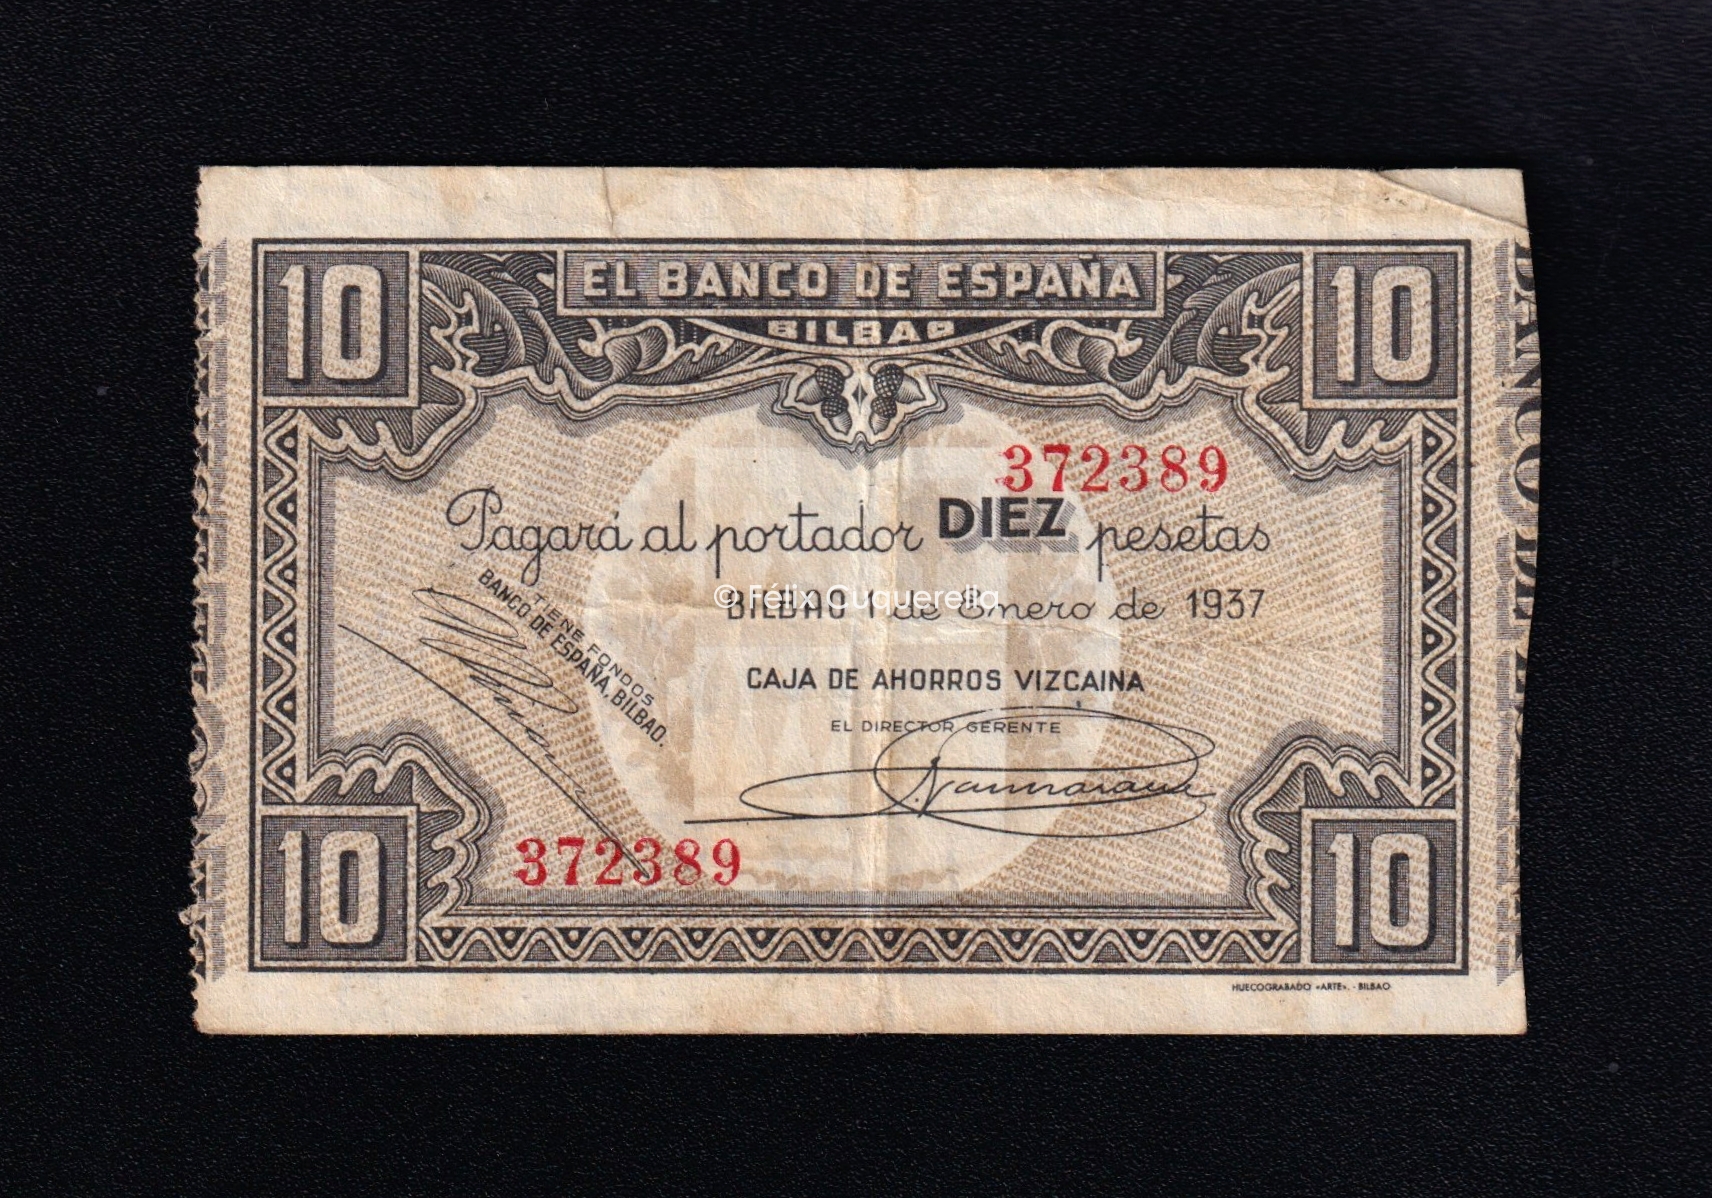 10 EL BANCO DE ESPAÑA 10
BILBAO
372389
Pagará al portador DIEZ pesetas
© Félix Cuquerella
BILBAO 1 de Enero de 1937
TIENE FONDOS
BANCO DE ESPAÑA, BILBAO.
CAJA DE AHORROS VIZCAINA
EL DIRECTOR GERENTE
372389
10 10
HUECOGRABADO «ARTE». - BILBAO
BANCO DE